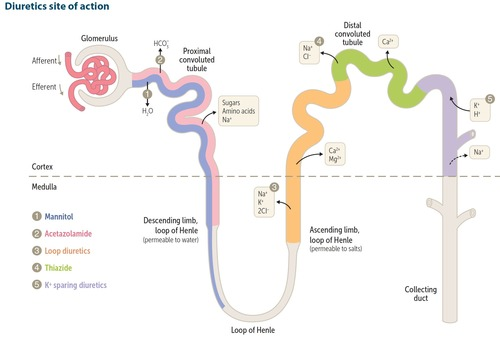 Diuretics site of action
Glomerulus
Afferent
Efferent
HCO₃⁻
2
Proximal
convoluted
tubule
1
H₂O
Sugars
Amino acids
Na⁺
Distal
convoluted
tubule
4
Na⁺
Cl⁻
Ca²⁺
5
K⁺
H⁺
Na⁺
Ca²⁺
Mg²⁺
Cortex
Medulla
3
Na⁺
K⁺
2Cl⁻
1 Mannitol
2 Acetazolamide
3 Loop diuretics
4 Thiazide
5 K⁺ sparing diuretics
Descending limb,
loop of Henle
(permeable to water)
Ascending limb,
loop of Henle
(permeable to salts)
Collecting
duct
Loop of Henle